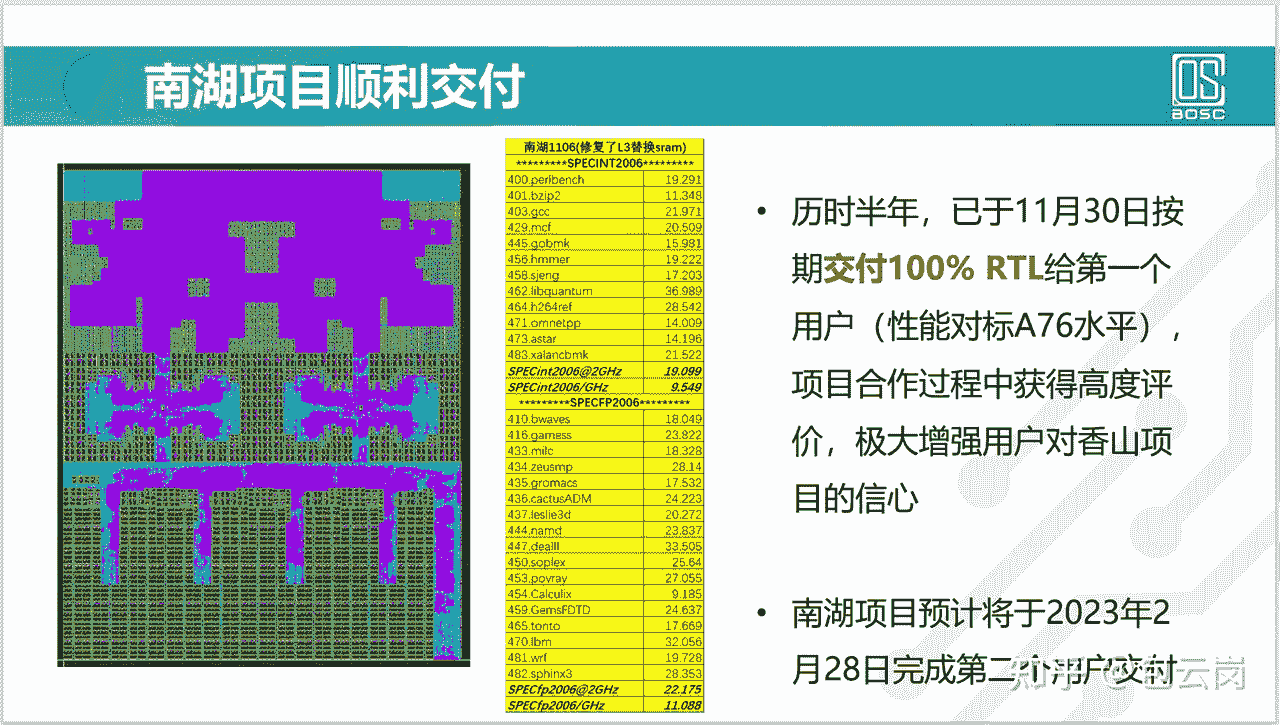 南湖项目顺利交付
OS
BOSC
南湖1106(修复了L3替换sram)
*********SPECINT2006*********
400.perlbench 19.291
401.bzip2 11.348
403.gcc 21.971
429.mcf 20.509
445.gobmk 15.981
456.hmmer 19.222
458.sjeng 17.203
462.libquantum 36.989
464.h264ref 28.542
471.omnetpp 14.009
473.astar 14.196
483.xalancbmk 21.522
SPECint2006@2GHz 19.099
SPECint2006/GHz 9.549
*********SPECFP2006*********
410.bwaves 18.049
416.gamess 23.822
433.milc 18.328
434.zeusmp 28.14
435.gromacs 17.532
436.cactusADM 24.223
437.leslie3d 20.272
444.namd 23.837
447.dealII 33.505
450.soplex 25.64
453.povray 27.055
454.Calculix 9.185
459.GemsFDTD 24.637
465.tonto 17.669
470.lbm 32.056
481.wrf 19.728
482.sphinx3 28.353
SPECfp2006@2GHz 22.175
SPECfp2006/GHz 11.088
• 历时半年，已于11月30日按
期交付100% RTL给第一个
用户（性能对标A76水平），
项目合作过程中获得高度评
价，极大增强用户对香山项
目的信心
• 南湖项目预计将于2023年2
月28日完成第二个用户交付
知乎 @包云岗